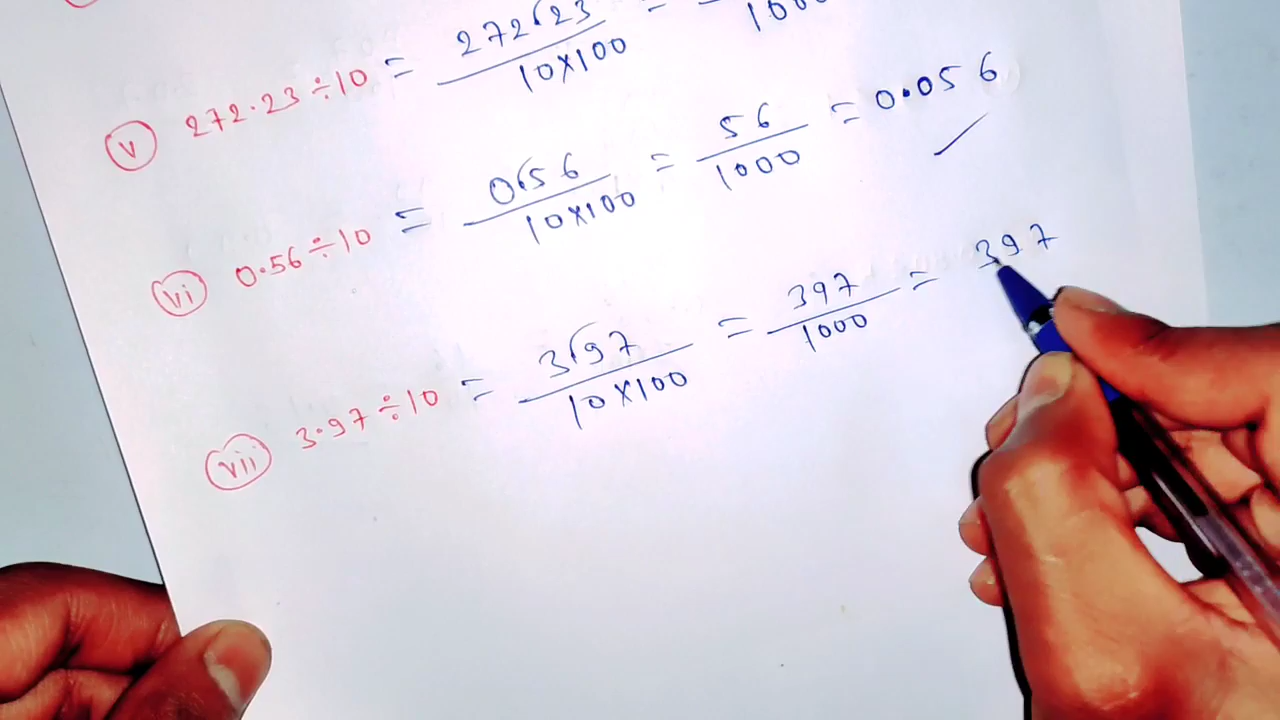 (v) 272.23÷10 = 272.23/10×100 = /1000
(vi) 0.56÷10 = 0.56/10×100 = 56/1000 = 0.056
(vii) 3.97÷10 = 3.97/10×100 = 397/1000 = 397